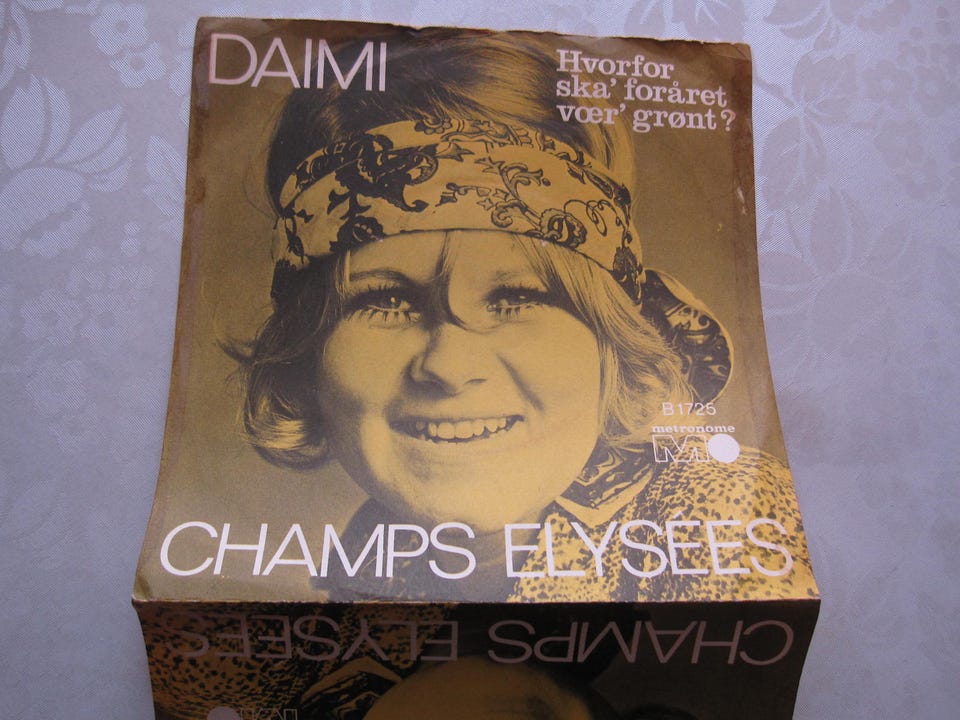 DAIMI
Hvorfor
ska' foråret
vær' grønt?
B 1725
metronome
CHAMPS ELYSÉES
CHAMPS ELYSÉES